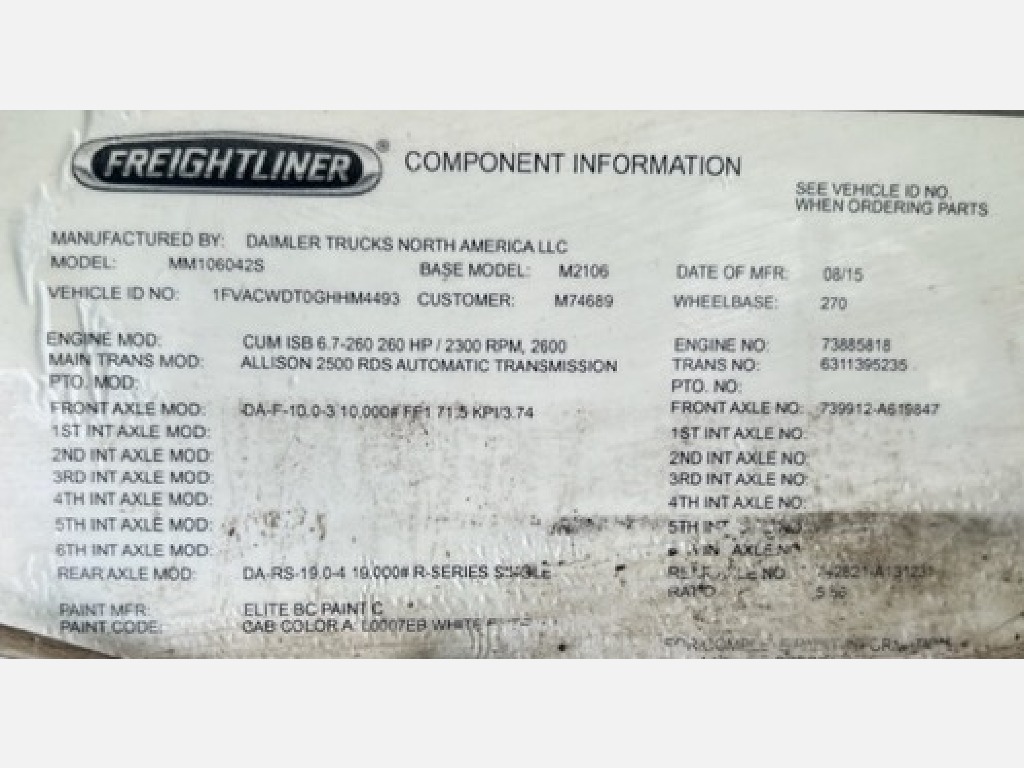 FREIGHTLINER® COMPONENT INFORMATION
SEE VEHICLE ID NO.
WHEN ORDERING PARTS
MANUFACTURED BY: DAIMLER TRUCKS NORTH AMERICA LLC
MODEL: MM106042S BASE MODEL: M2106 DATE OF MFR: 08/15
VEHICLE ID NO: 1FVACWDT0GHHM4493 CUSTOMER: M74689 WHEELBASE: 270
ENGINE MOD: CUM ISB 6.7-260 260 HP / 2300 RPM, 2600 ENGINE NO: 73885818
MAIN TRANS MOD: ALLISON 2500 RDS AUTOMATIC TRANSMISSION TRANS NO: 6311395235
PTO. MOD: PTO. NO:
FRONT AXLE MOD: DA-F-10.0-3 10,000# FF1 71.5 KPI/3.74 FRONT AXLE NO: 739912-A619847
1ST INT AXLE MOD: 1ST INT AXLE NO:
2ND INT AXLE MOD: 2ND INT AXLE NO:
3RD INT AXLE MOD: 3RD INT AXLE NO:
4TH INT AXLE MOD: 4TH INT AXLE NO:
5TH INT AXLE MOD: 5TH INT
6TH INT AXLE MOD: AXLE
REAR AXLE MOD: DA-RS-19.0-4 19,000# R-SERIES SINGLE NO
RATIO
PAINT MFR: ELITE BC PAINT C
PAINT CODE: CAB COLOR A: L0007EB WHITE